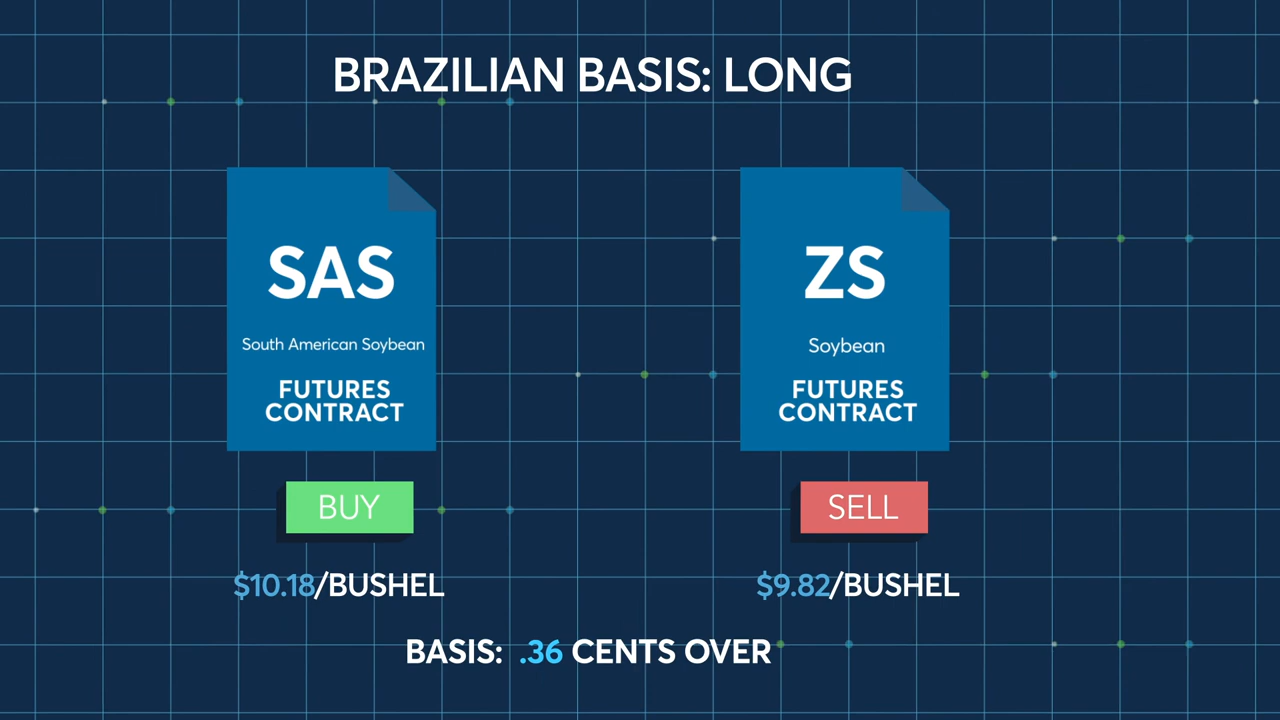 BRAZILIAN BASIS: LONG
SAS
South American Soybean
FUTURES
CONTRACT
BUY
$10.18/BUSHEL
ZS
Soybean
FUTURES
CONTRACT
SELL
$9.82/BUSHEL
BASIS: .36 CENTS OVER